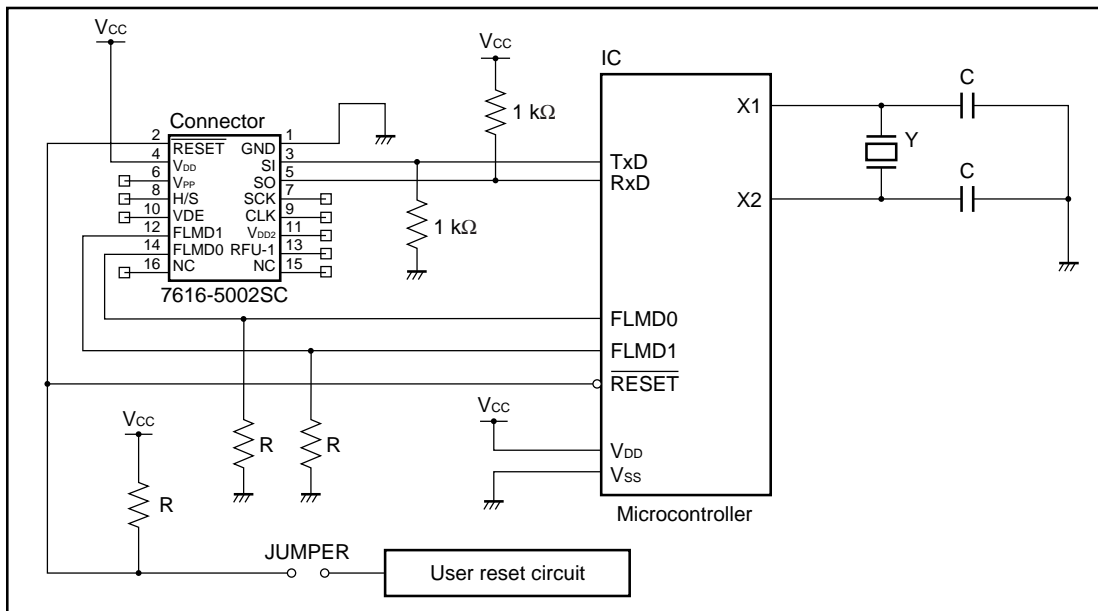 VCC
VCC
IC
C
1 kΩ
X1
Connector
2 1
RESET GND
4 3
VDD SI
TxD
Y
6 5
VPP SO
RxD
8 7
H/S SCK
X2
C
10 9
VDE CLK
1 kΩ
12 11
FLMD1 VDD2
14 13
FLMD0 RFU-1
16 15
NC NC
7616-5002SC
FLMD0
FLMD1
RESET
VCC
VCC
R
R
VDD
VSS
R
Microcontroller
JUMPER
User reset circuit